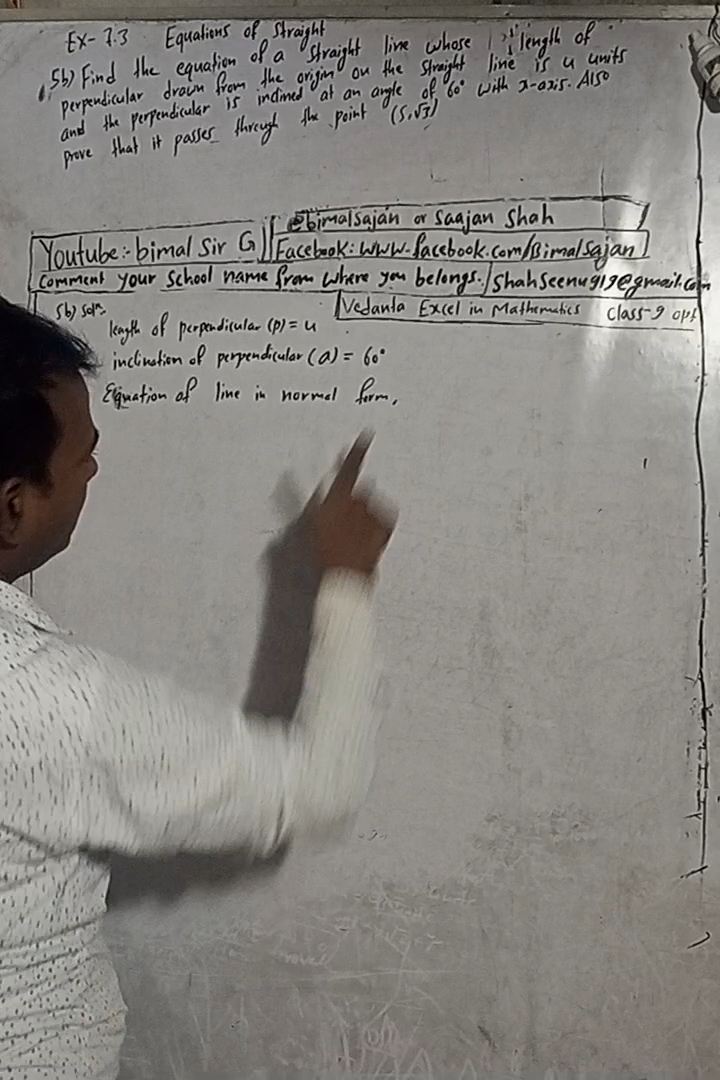 Ex- 7.3 Equations of Straight
5b) Find the equation of a straight line whose length of
perpendicular drawn from the origin on the straight line is 4 units
and the perpendicular is inclined at an angle of 60° with x-axis. Also
prove that it passes through the point (5,√3)
@bimalsajan or Saajan Shah
Youtube:- bimal Sir G
Facebook: www.facebook.com/Bimalsajan
Comment your School name from where you belongs./shahseenu919@gmail.com
Vedanta Excel in Mathematics Class-9 opt
5b) Solⁿ:
length of perpendicular (p) = 4
inclination of perpendicular (α) = 60°
Equation of line in normal form,